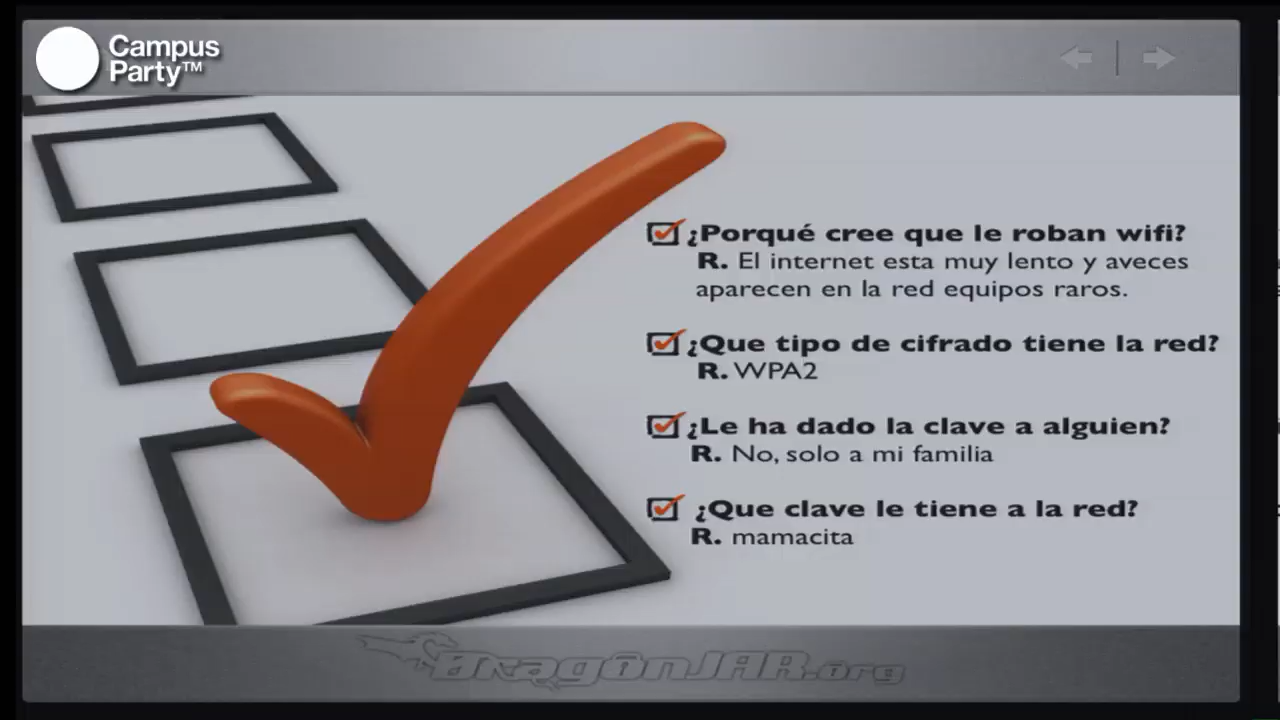 Campus
Party™
¿Porqué cree que le roban wifi?
R. El internet esta muy lento y aveces
aparecen en la red equipos raros.
¿Que tipo de cifrado tiene la red?
R. WPA2
¿Le ha dado la clave a alguien?
R. No, solo a mi familia
¿Que clave le tiene a la red?
R. mamacita
DragonJAR.org